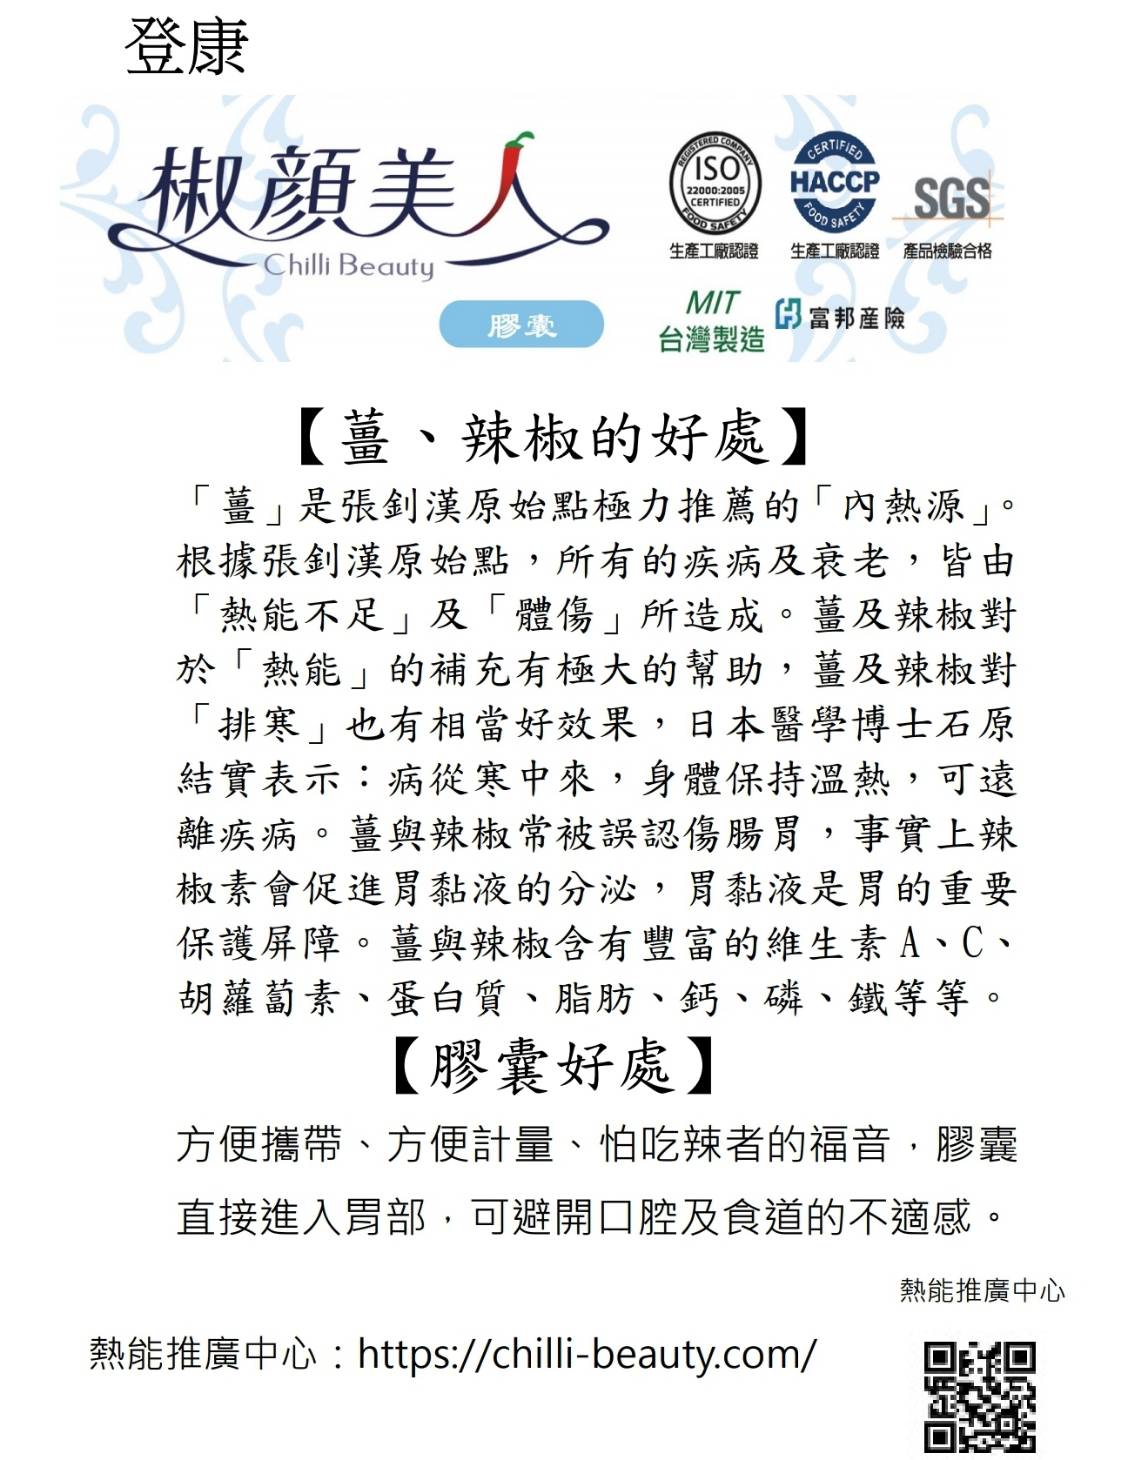 登康
椒顏美人
Chilli Beauty
膠囊
REGISTERED COMPANY
ISO
22000:2005
CERTIFIED
FOOD SAFETY
生產工廠認證
CERTIFIED
HACCP
FOOD SAFETY
生產工廠認證
SGS
產品檢驗合格
MIT
台灣製造
富邦產險
【薑、辣椒的好處】
「薑」是張釗漢原始點極力推薦的「內熱源」。
根據張釗漢原始點，所有的疾病及衰老，皆由
「熱能不足」及「體傷」所造成。薑及辣椒對
於「熱能」的補充有極大的幫助，薑及辣椒對
「排寒」也有相當好效果，日本醫學博士石原
結實表示：病從寒中來，身體保持溫熱，可遠
離疾病。薑與辣椒常被誤認傷腸胃，事實上辣
椒素會促進胃黏液的分泌，胃黏液是胃的重要
保護屏障。薑與辣椒含有豐富的維生素A、C、
胡蘿蔔素、蛋白質、脂肪、鈣、磷、鐵等等。
【膠囊好處】
方便攜帶、方便計量、怕吃辣者的福音，膠囊
直接進入胃部，可避開口腔及食道的不適感。
熱能推廣中心
熱能推廣中心：https://chilli-beauty.com/